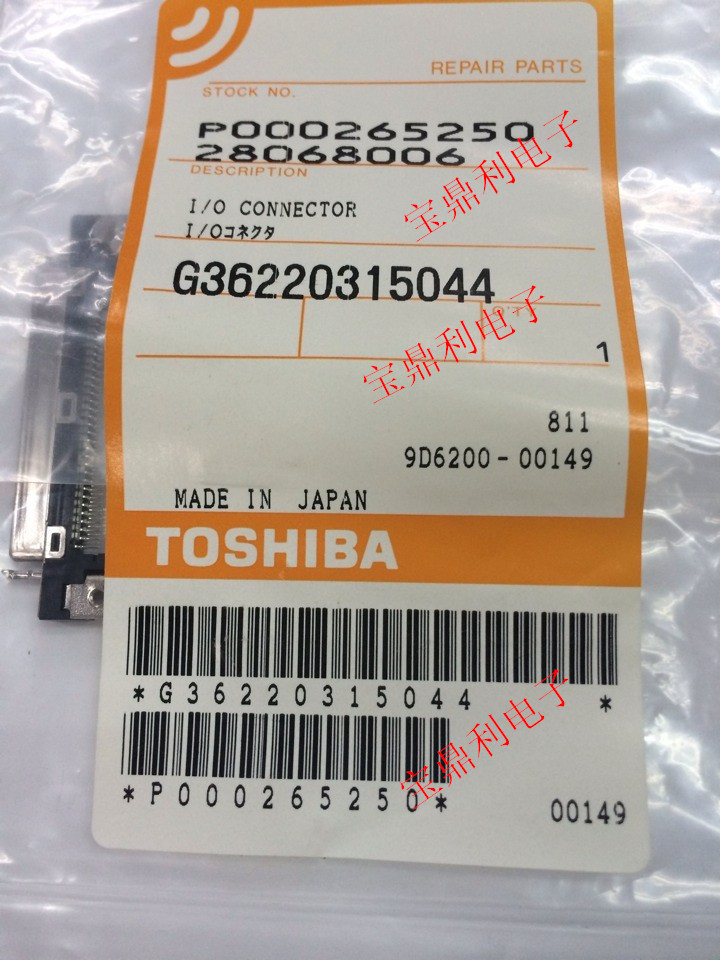 REPAIR PARTS
STOCK NO.
P000265250
28068006
DESCRIPTION
I/O CONNECTOR
I/Oコネクタ
宝鼎利电子
G36220315044
宝鼎利电子
1
811
9D6200-00149
MADE IN JAPAN
TOSHIBA
*G36220315044 *
宝鼎利电子
*P000265250*
00149